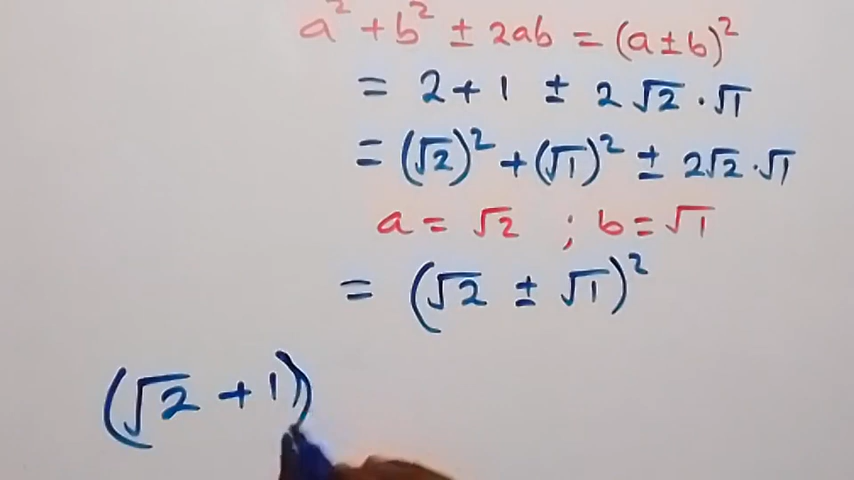 a² + b² ± 2ab = (a ± b)²
= 2 + 1 ± 2√2 · √1
= (√2)² + (√1)² ± 2√2 · √1
a = √2 ; b = √1
= (√2 ± √1)²
(√2 + 1)